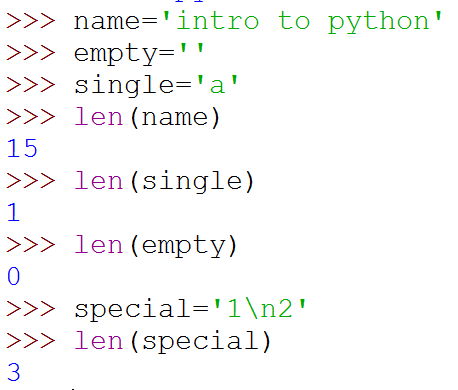 >>> name='intro to python'
>>> empty=''
>>> single='a'
>>> len(name)
15
>>> len(single)
1
>>> len(empty)
0
>>> special='1\n2'
>>> len(special)
3